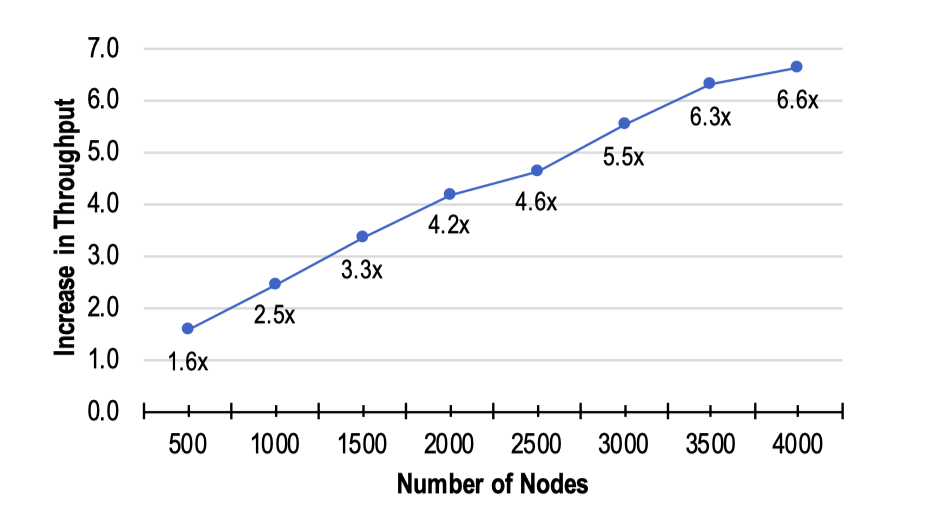 7.0
6.0
5.0
4.0
3.0
2.0
1.0
0.0
Increase in Throughput
1.6x
2.5x
3.3x
4.2x
4.6x
5.5x
6.3x
6.6x
500 1000 1500 2000 2500 3000 3500 4000
Number of Nodes